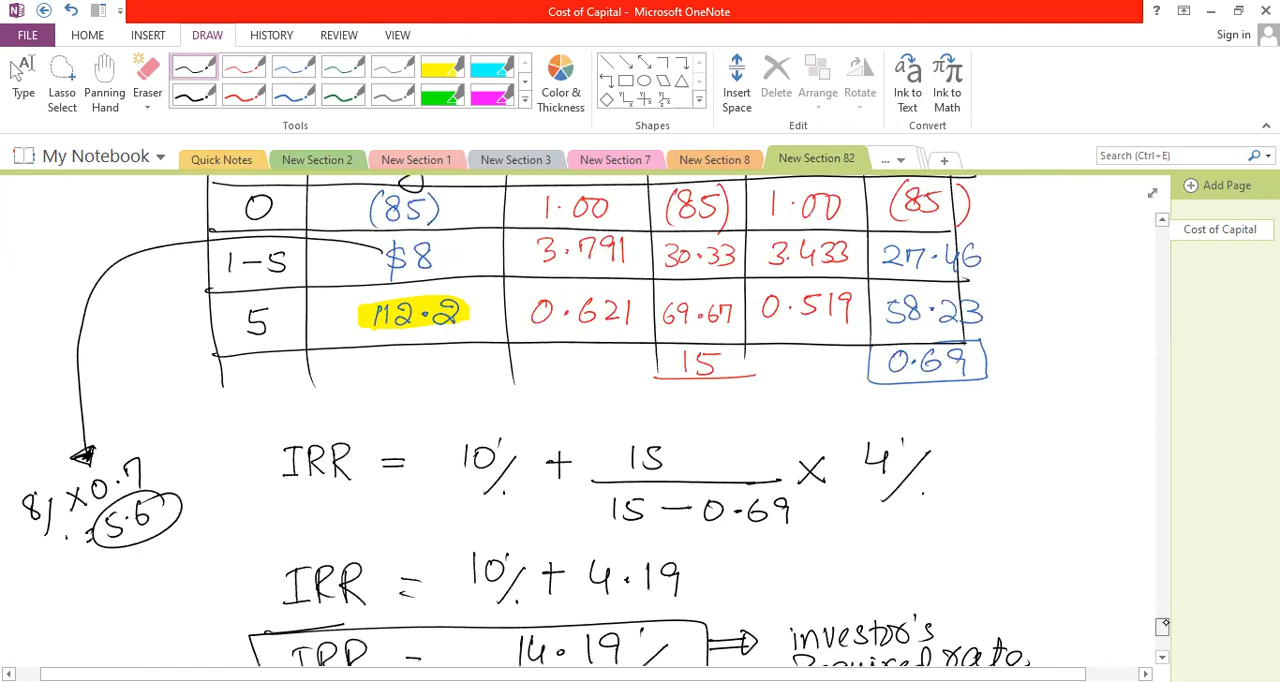 Cost of Capital - Microsoft OneNote
FILE HOME INSERT DRAW HISTORY REVIEW VIEW Sign in
Type Lasso Select Panning Hand Eraser Color & Thickness Insert Space Delete Arrange Rotate Ink to Text Ink to Math
Tools Shapes Edit Convert
My Notebook Quick Notes New Section 2 New Section 1 New Section 3 New Section 7 New Section 8 New Section 82 ... Search (Ctrl+E)
Add Page
Cost of Capital
0 (85) 1.00 (85) 1.00 (85)
1-5 $8 3.791 30.33 3.433 27.46
5 112.2 0.621 69.67 0.519 58.23
15 0.69
IRR = 10% + 15 / 15 - 0.69 × 4%
8% × 0.7
= 5.6
IRR = 10% + 4.19
IRR = 14.19% ⇒ investor's
Required rate